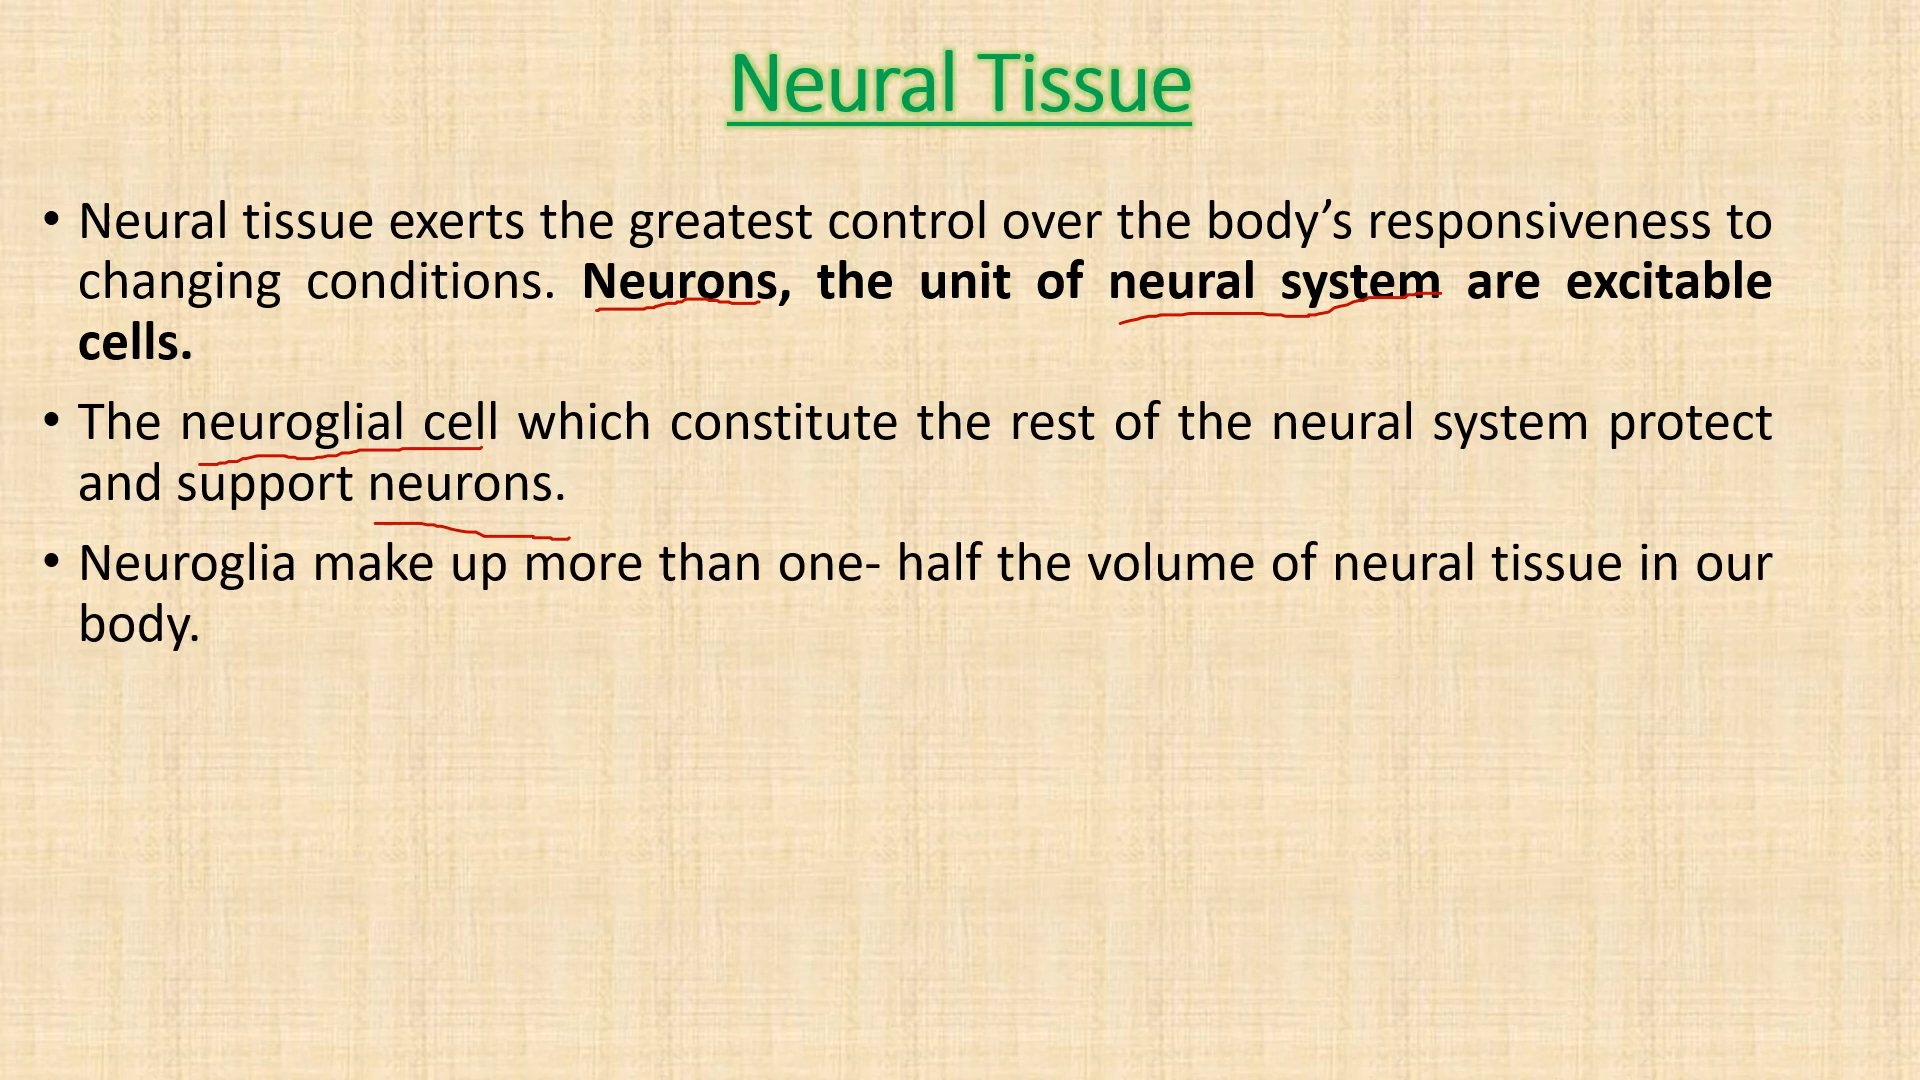 Neural Tissue
• Neural tissue exerts the greatest control over the body’s responsiveness to
changing conditions. Neurons, the unit of neural system are excitable
cells.
• The neuroglial cell which constitute the rest of the neural system protect
and support neurons.
• Neuroglia make up more than one- half the volume of neural tissue in our
body.